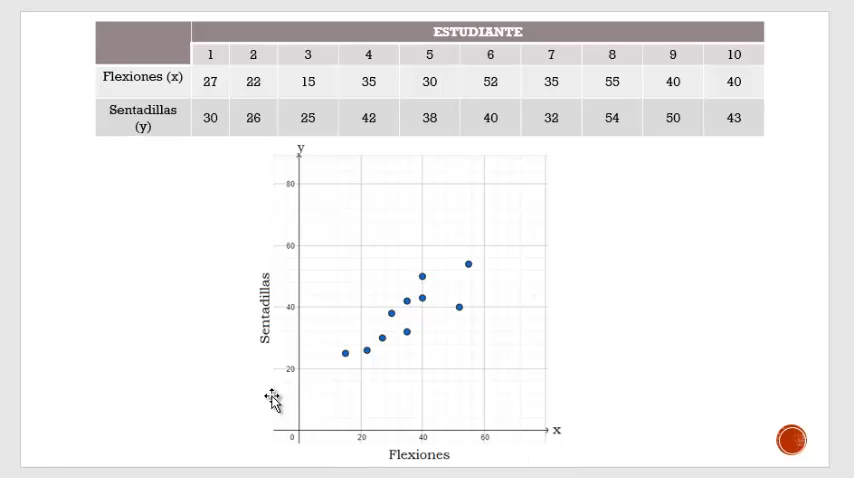 ESTUDIANTE
1 2 3 4 5 6 7 8 9 10
Flexiones (x) 27 22 15 35 30 52 35 55 40 40
Sentadillas
(y) 30 26 25 42 38 40 32 54 50 43
y
80
60
Sentadillas
40
20
0 20 40 60 x
Flexiones